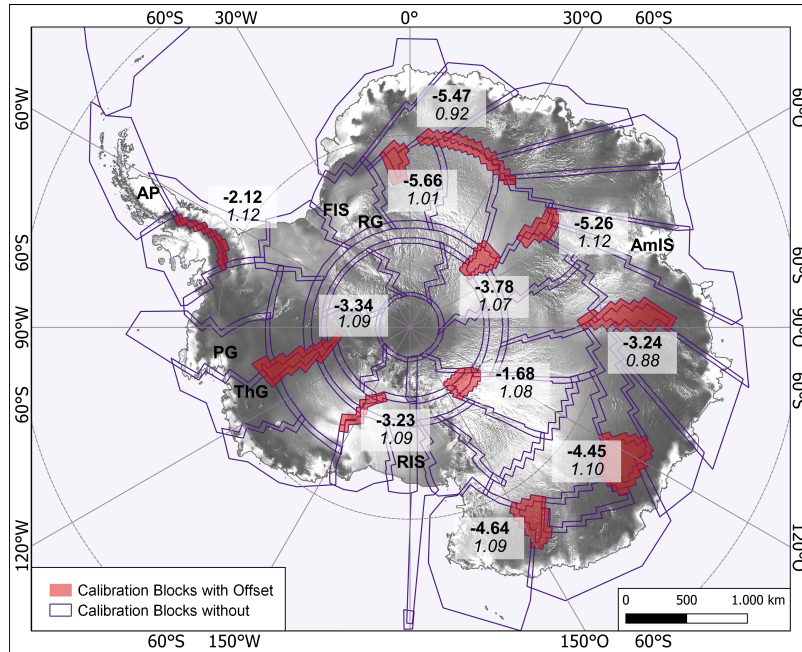 60°S 30°W 0° 30°O 60°S
60°W
60°O
-5.47
0.92
-5.66
1.01
AP
-2.12
1.12
FIS
RG
-5.26
1.12
AmIS
60°S
60°S
-3.78
1.07
-3.34
1.09
90°W
90°O
-3.24
0.88
PG
ThG
-1.68
1.08
60°S
60°S
-3.23
1.09
RIS
-4.45
1.10
-4.64
1.09
120°W
120°O
Calibration Blocks with Offset
Calibration Blocks without
0 500 1.000 km
60°S 150°W 150°O 60°S